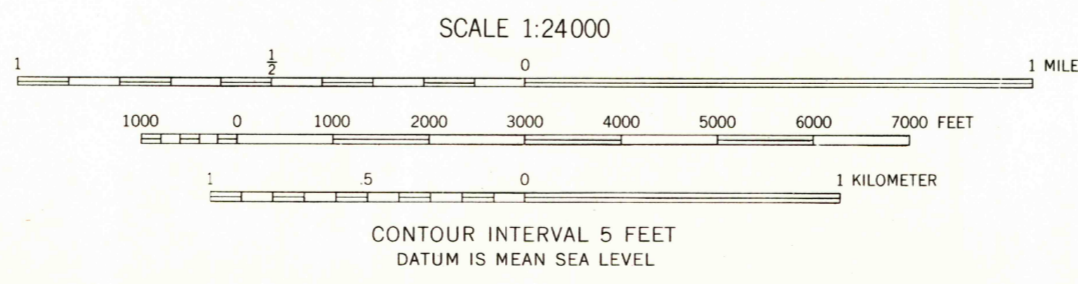 SCALE 1:24000
1 1/2 0 1 MILE
1000 0 1000 2000 3000 4000 5000 6000 7000 FEET
1 .5 0 1 KILOMETER
CONTOUR INTERVAL 5 FEET
DATUM IS MEAN SEA LEVEL